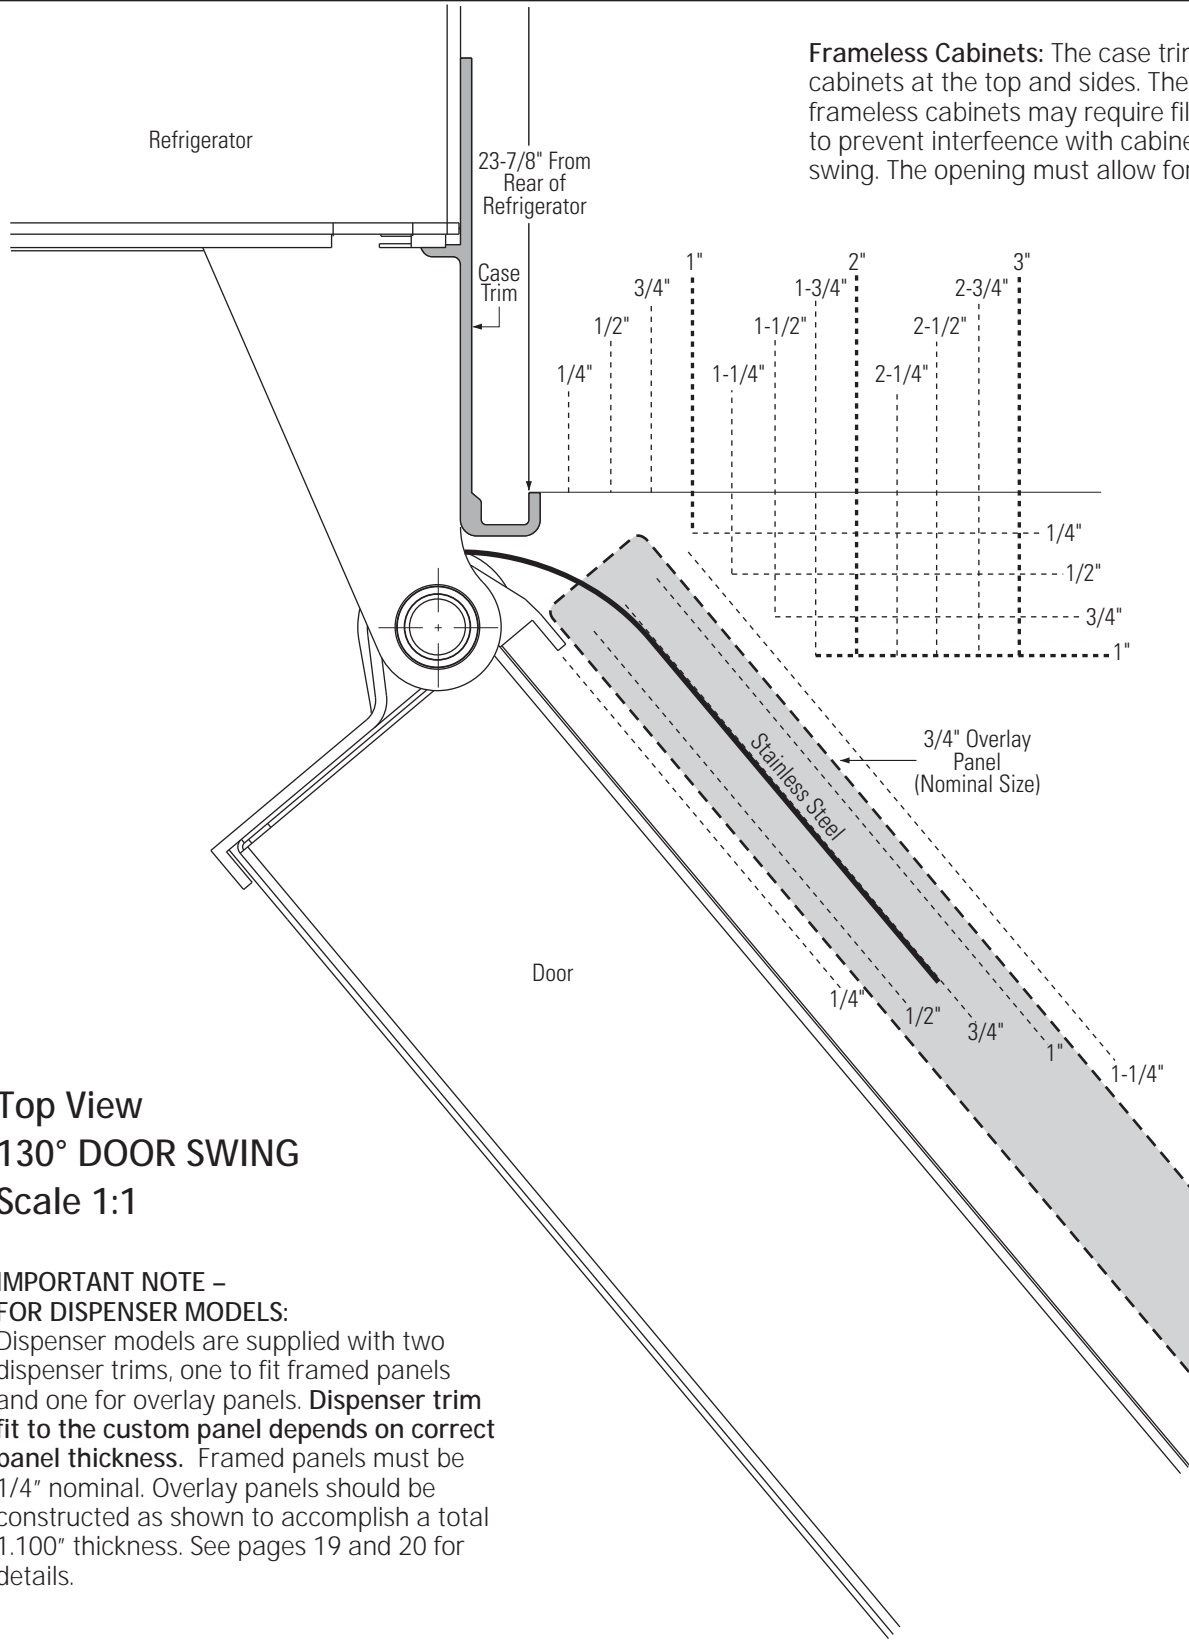 Frameless Cabinets: The case trim
cabinets at the top and sides. The
frameless cabinets may require
to prevent interfeence with
swing. The opening must allow for
Refrigerator
23-7/8" From
Rear of
Refrigerator
Case
Trim
1"
2"
3"
3/4"
1-3/4"
2-3/4"
1/2"
1-1/2"
2-1/2"
1/4"
1-1/4"
2-1/4"
1/4"
1/2"
3/4"
1"
3/4" Overlay
Panel
(Nominal Size)
Stainless Steel
Door
1/4"
1/2"
3/4"
1"
1-1/4"
Top View
130° DOOR SWING
Scale 1:1
IMPORTANT NOTE –
FOR DISPENSER MODELS:
Dispenser models are supplied with two
dispenser trims, one to fit framed panels
and one for overlay panels. Dispenser trim
fit to the custom panel depends on correct
panel thickness. Framed panels must be
1/4" nominal. Overlay panels should be
constructed as shown to accomplish a total
1.100" thickness. See pages 19 and 20 for
details.